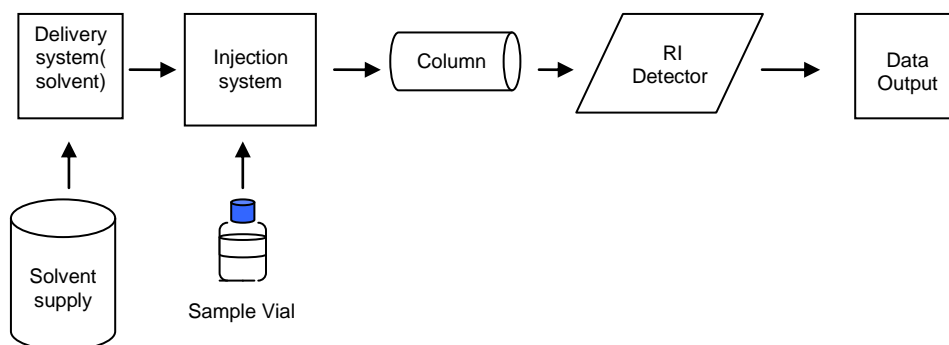 Delivery
system(
solvent)
Injection
system
Column
RI
Detector
Data
Output
Solvent
supply
Sample Vial